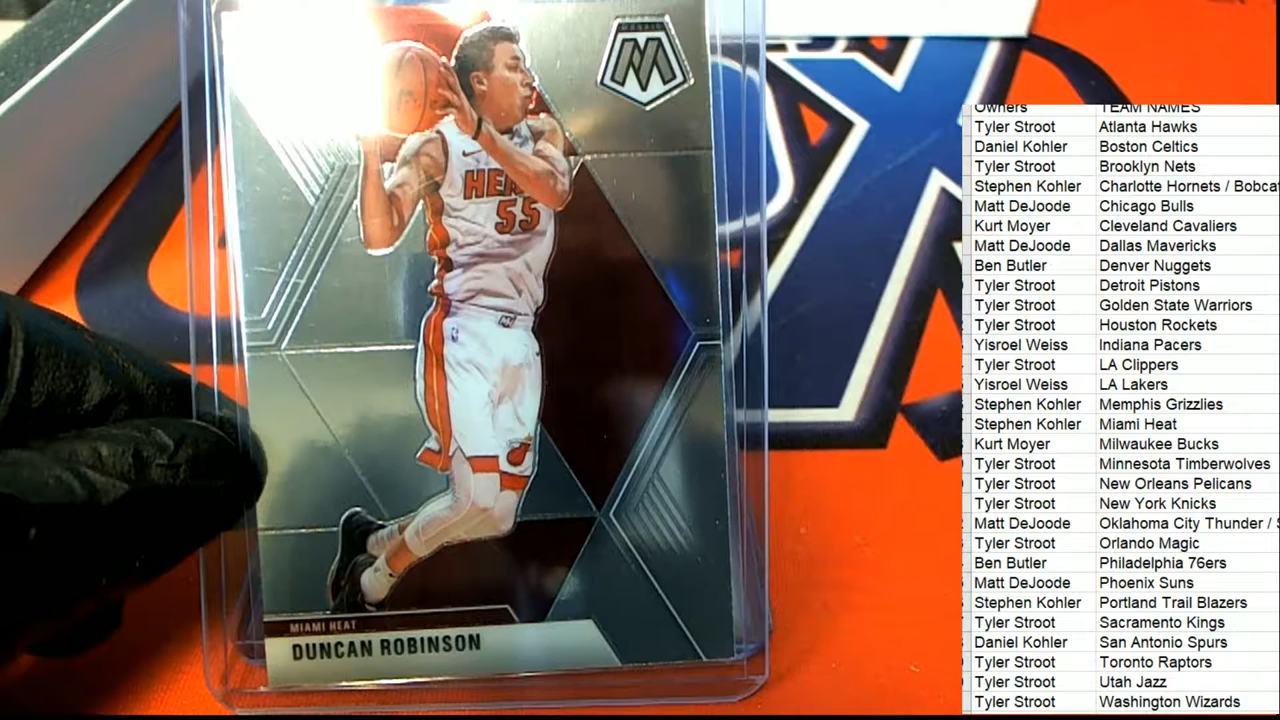 MOSAIC
M
HEAT
55
MIAMI HEAT
DUNCAN ROBINSON
Owners TEAM NAMES
Tyler Stroot Atlanta Hawks
Daniel Kohler Boston Celtics
Tyler Stroot Brooklyn Nets
Stephen Kohler Charlotte Hornets / Bobca
Matt DeJoode Chicago Bulls
Kurt Moyer Cleveland Cavaliers
Matt DeJoode Dallas Mavericks
Ben Butler Denver Nuggets
Tyler Stroot Detroit Pistons
Tyler Stroot Golden State Warriors
Tyler Stroot Houston Rockets
Yisroel Weiss Indiana Pacers
Tyler Stroot LA Clippers
Yisroel Weiss LA Lakers
Stephen Kohler Memphis Grizzlies
Stephen Kohler Miami Heat
Kurt Moyer Milwaukee Bucks
Tyler Stroot Minnesota Timberwolves
Tyler Stroot New Orleans Pelicans
Tyler Stroot New York Knicks
Matt DeJoode Oklahoma City Thunder /
Tyler Stroot Orlando Magic
Ben Butler Philadelphia 76ers
Matt DeJoode Phoenix Suns
Stephen Kohler Portland Trail Blazers
Tyler Stroot Sacramento Kings
Daniel Kohler San Antonio Spurs
Tyler Stroot Toronto Raptors
Tyler Stroot Utah Jazz
Tyler Stroot Washington Wizards